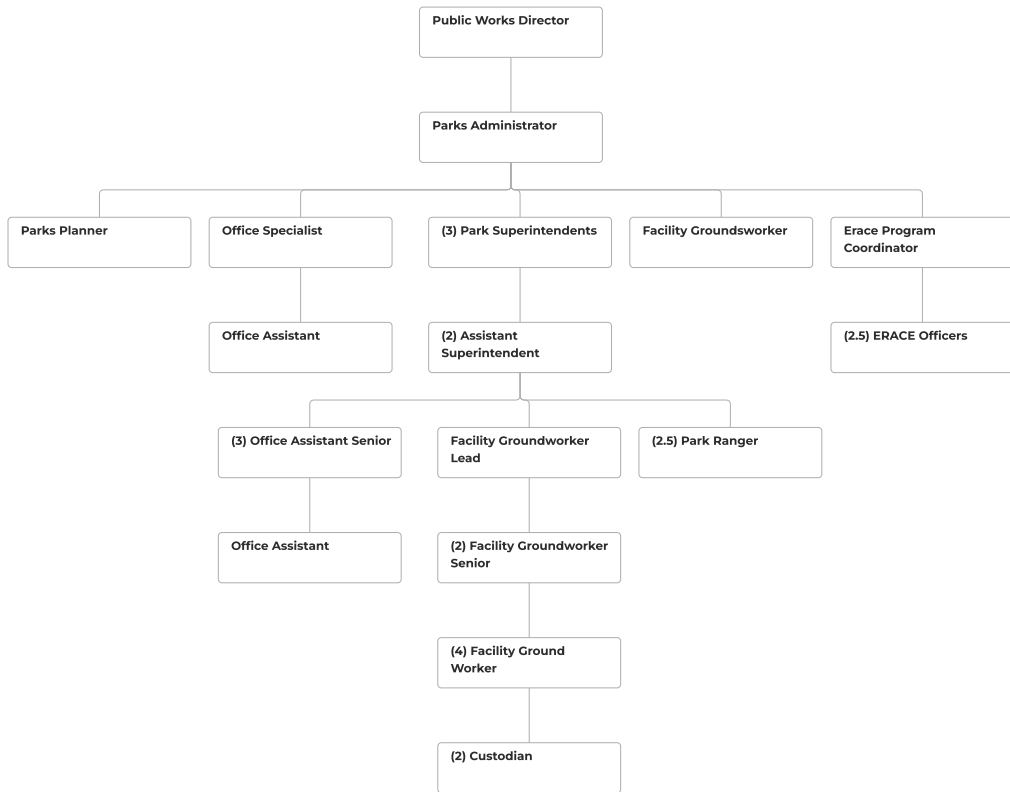 Public Works Director
Parks Administrator
Parks Planner
Office Specialist
(3) Park Superintendents
Facility Groundsworker
Erace Program
Coordinator
Office Assistant
(2) Assistant
Superintendent
(2.5) ERACE Officers
(3) Office Assistant Senior
Facility Groundworker
Lead
(2.5) Park Ranger
Office Assistant
(2) Facility Groundworker
Senior
(4) Facility Ground
Worker
(2) Custodian